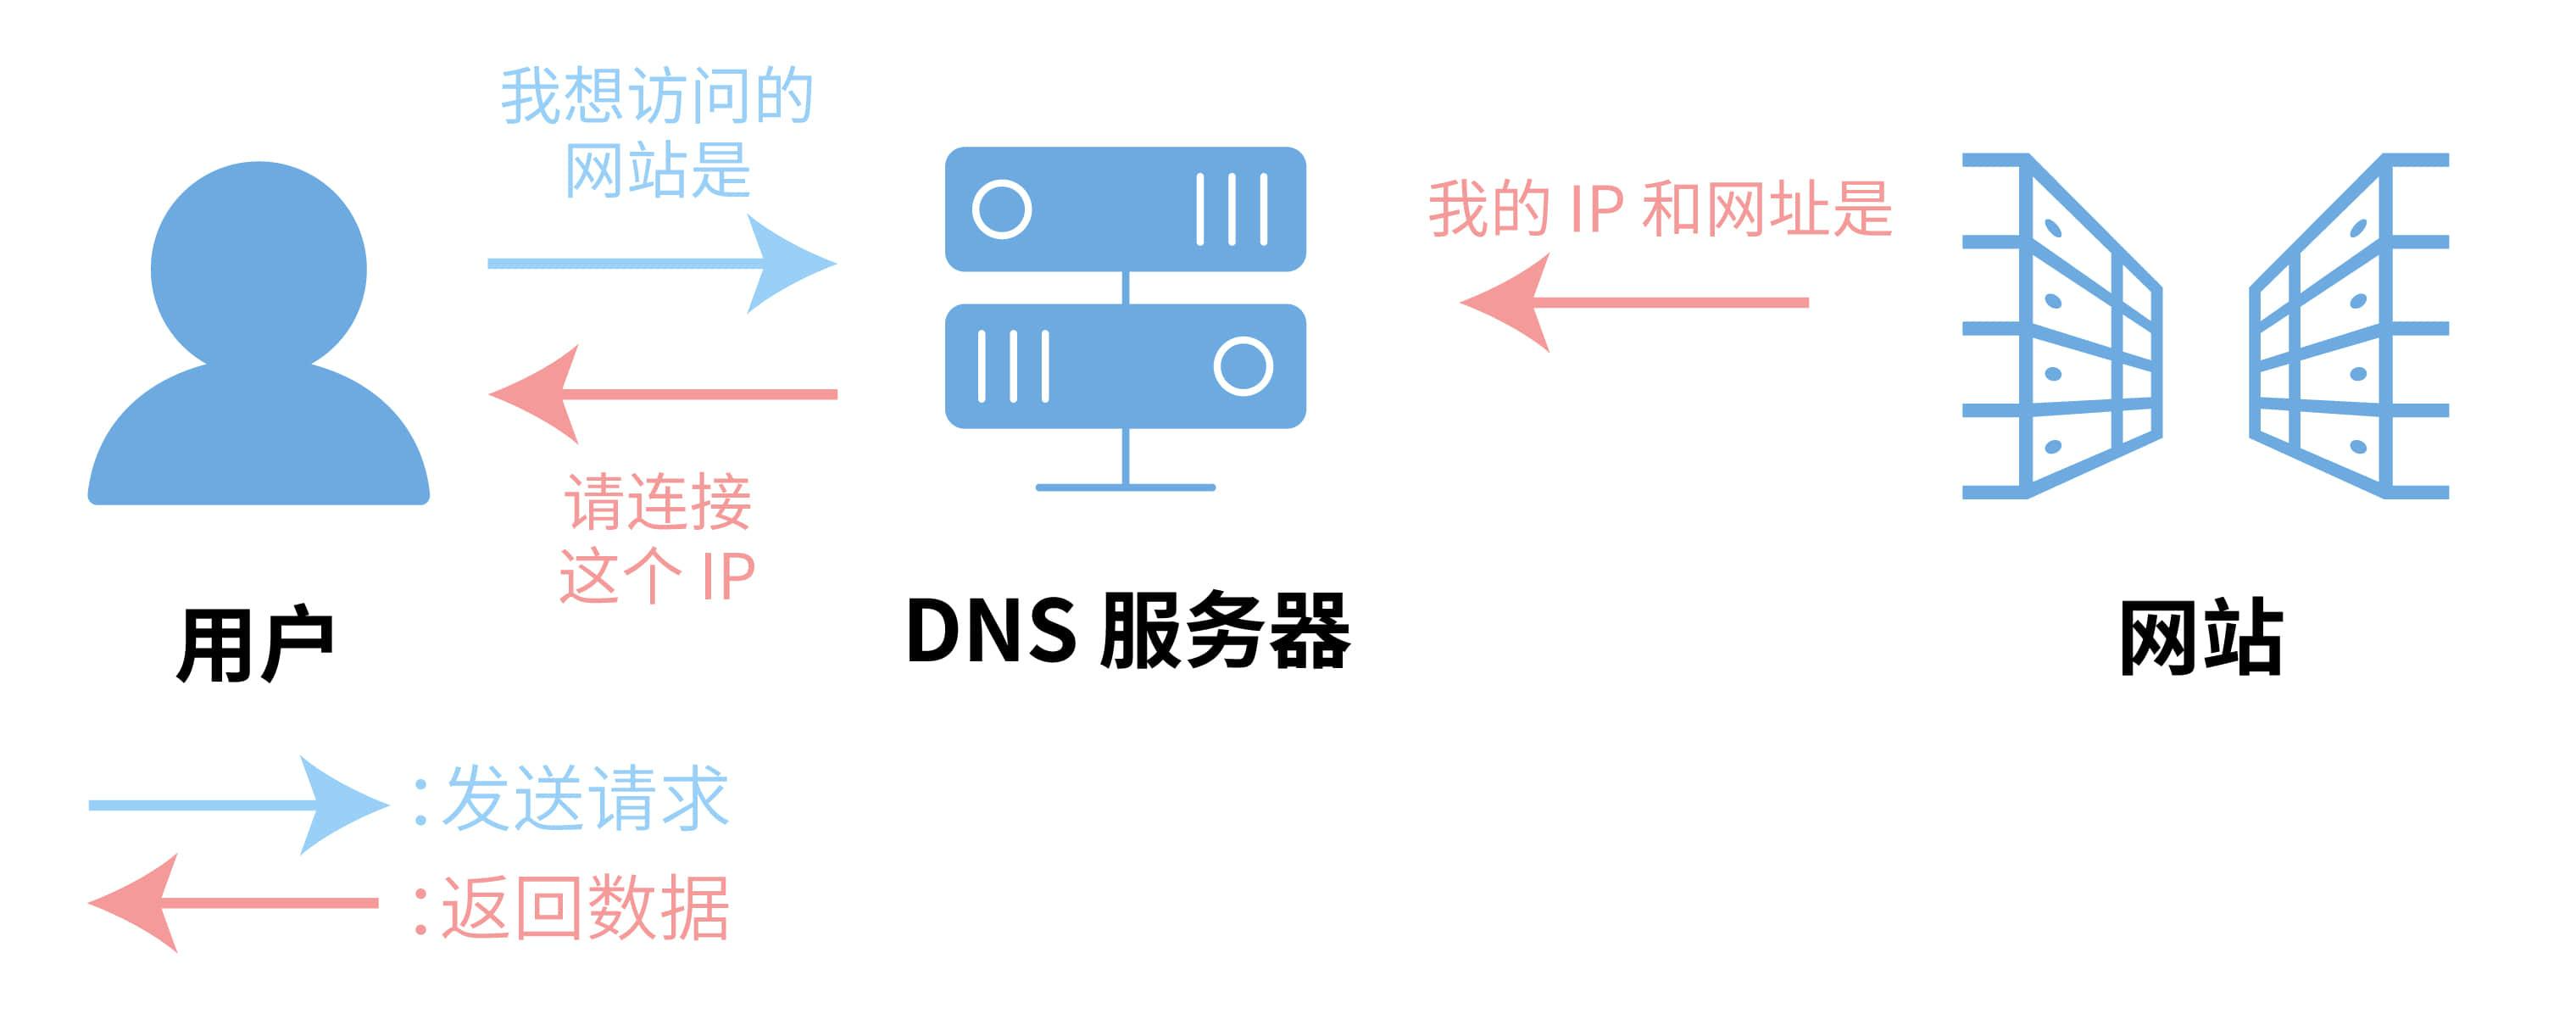 我想访问的
网站是
我的 IP 和网址是
请连接
这个 IP
用户
DNS 服务器
网站
：发送请求
：返回数据